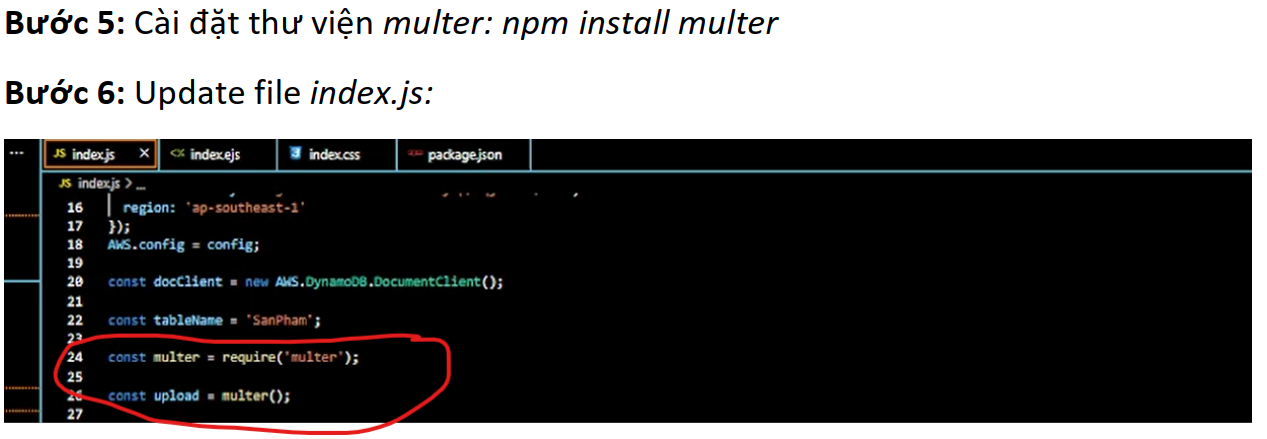 Bước 5: Cài đặt thư viện multer: npm install multer
Bước 6: Update file index.js:
... JS index.js × <% index.ejs index.css package.json
JS index.js > ...
16 region: 'ap-southeast-1'
17 });
18 AWS.config = config;
19
20 const docClient = new AWS.DynamoDB.DocumentClient();
21
22 const tableName = 'SanPham';
23
24 const multer = require('multer');
25
26 const upload = multer();
27